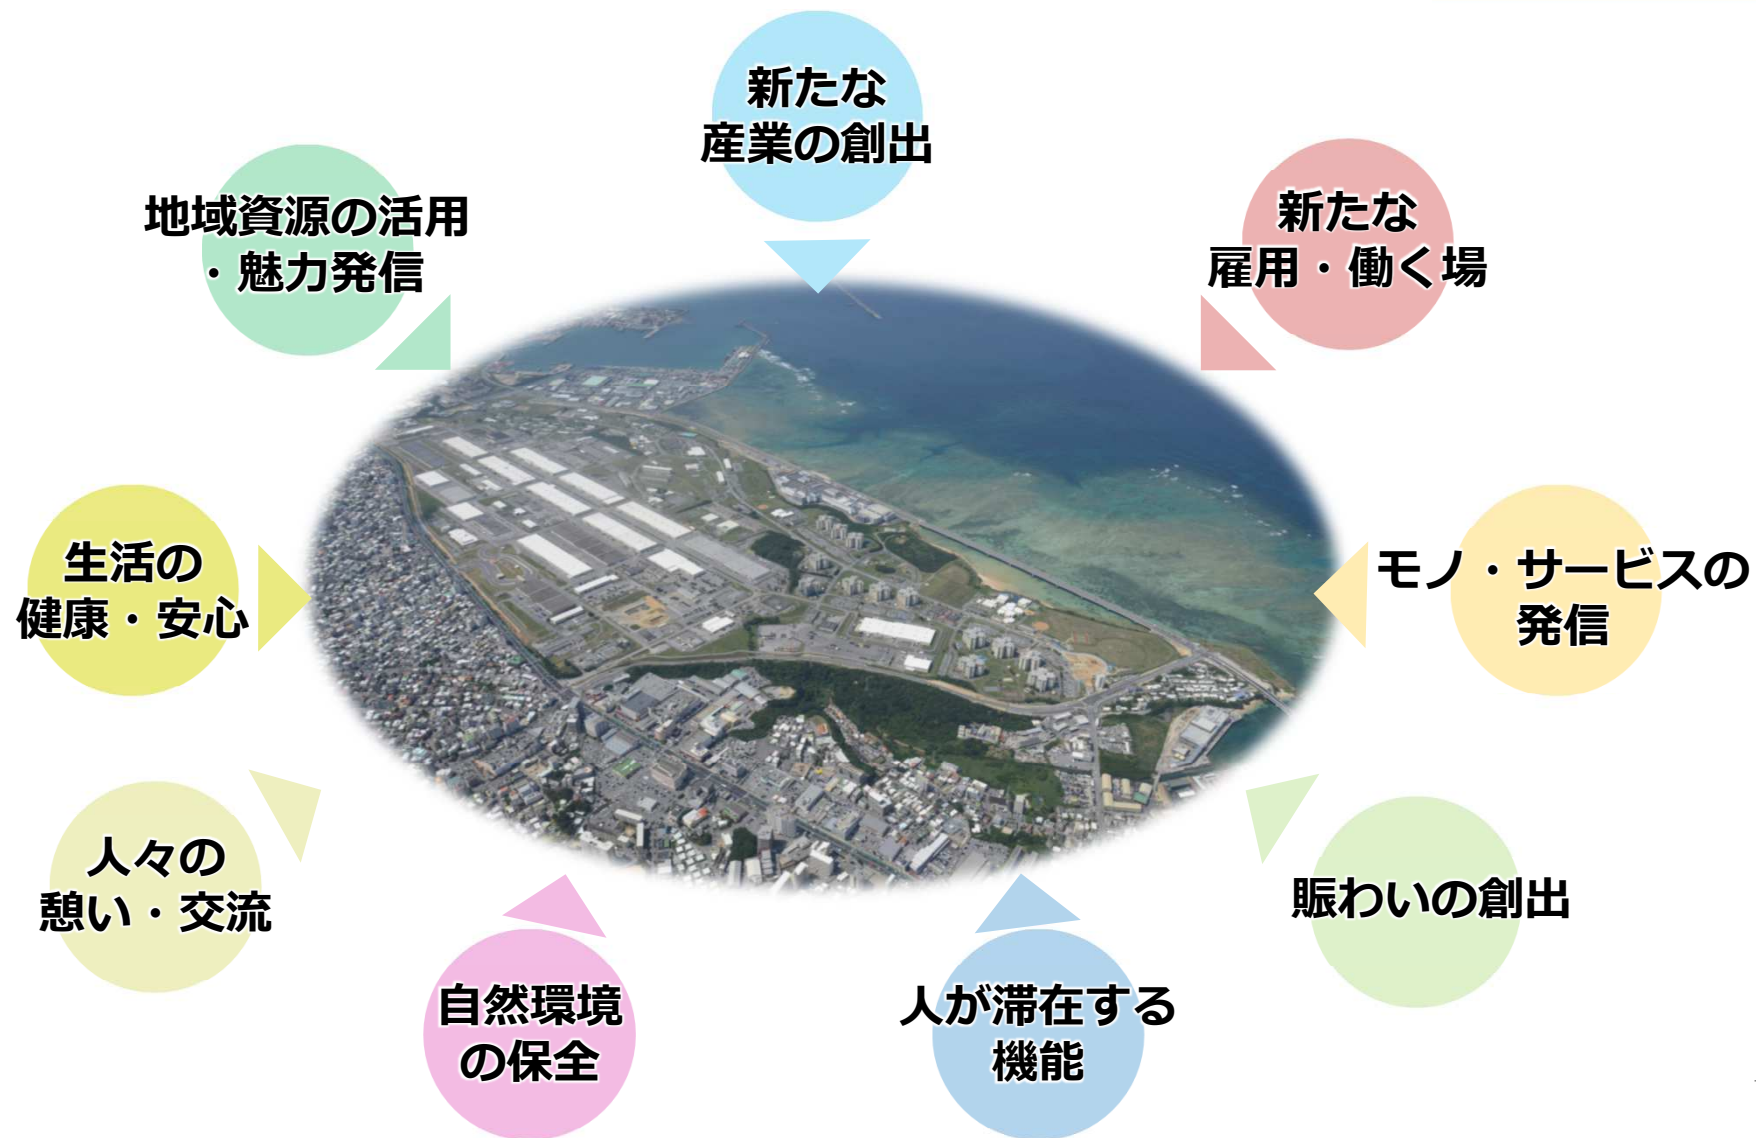 新たな
産業の創出
新たな
雇用・働く場
モノ・サービスの
発信
賑わいの創出
人が滞在する
機能
自然環境
の保全
人々の
憩い・交流
生活の
健康・安心
地域資源の活用
・魅力発信